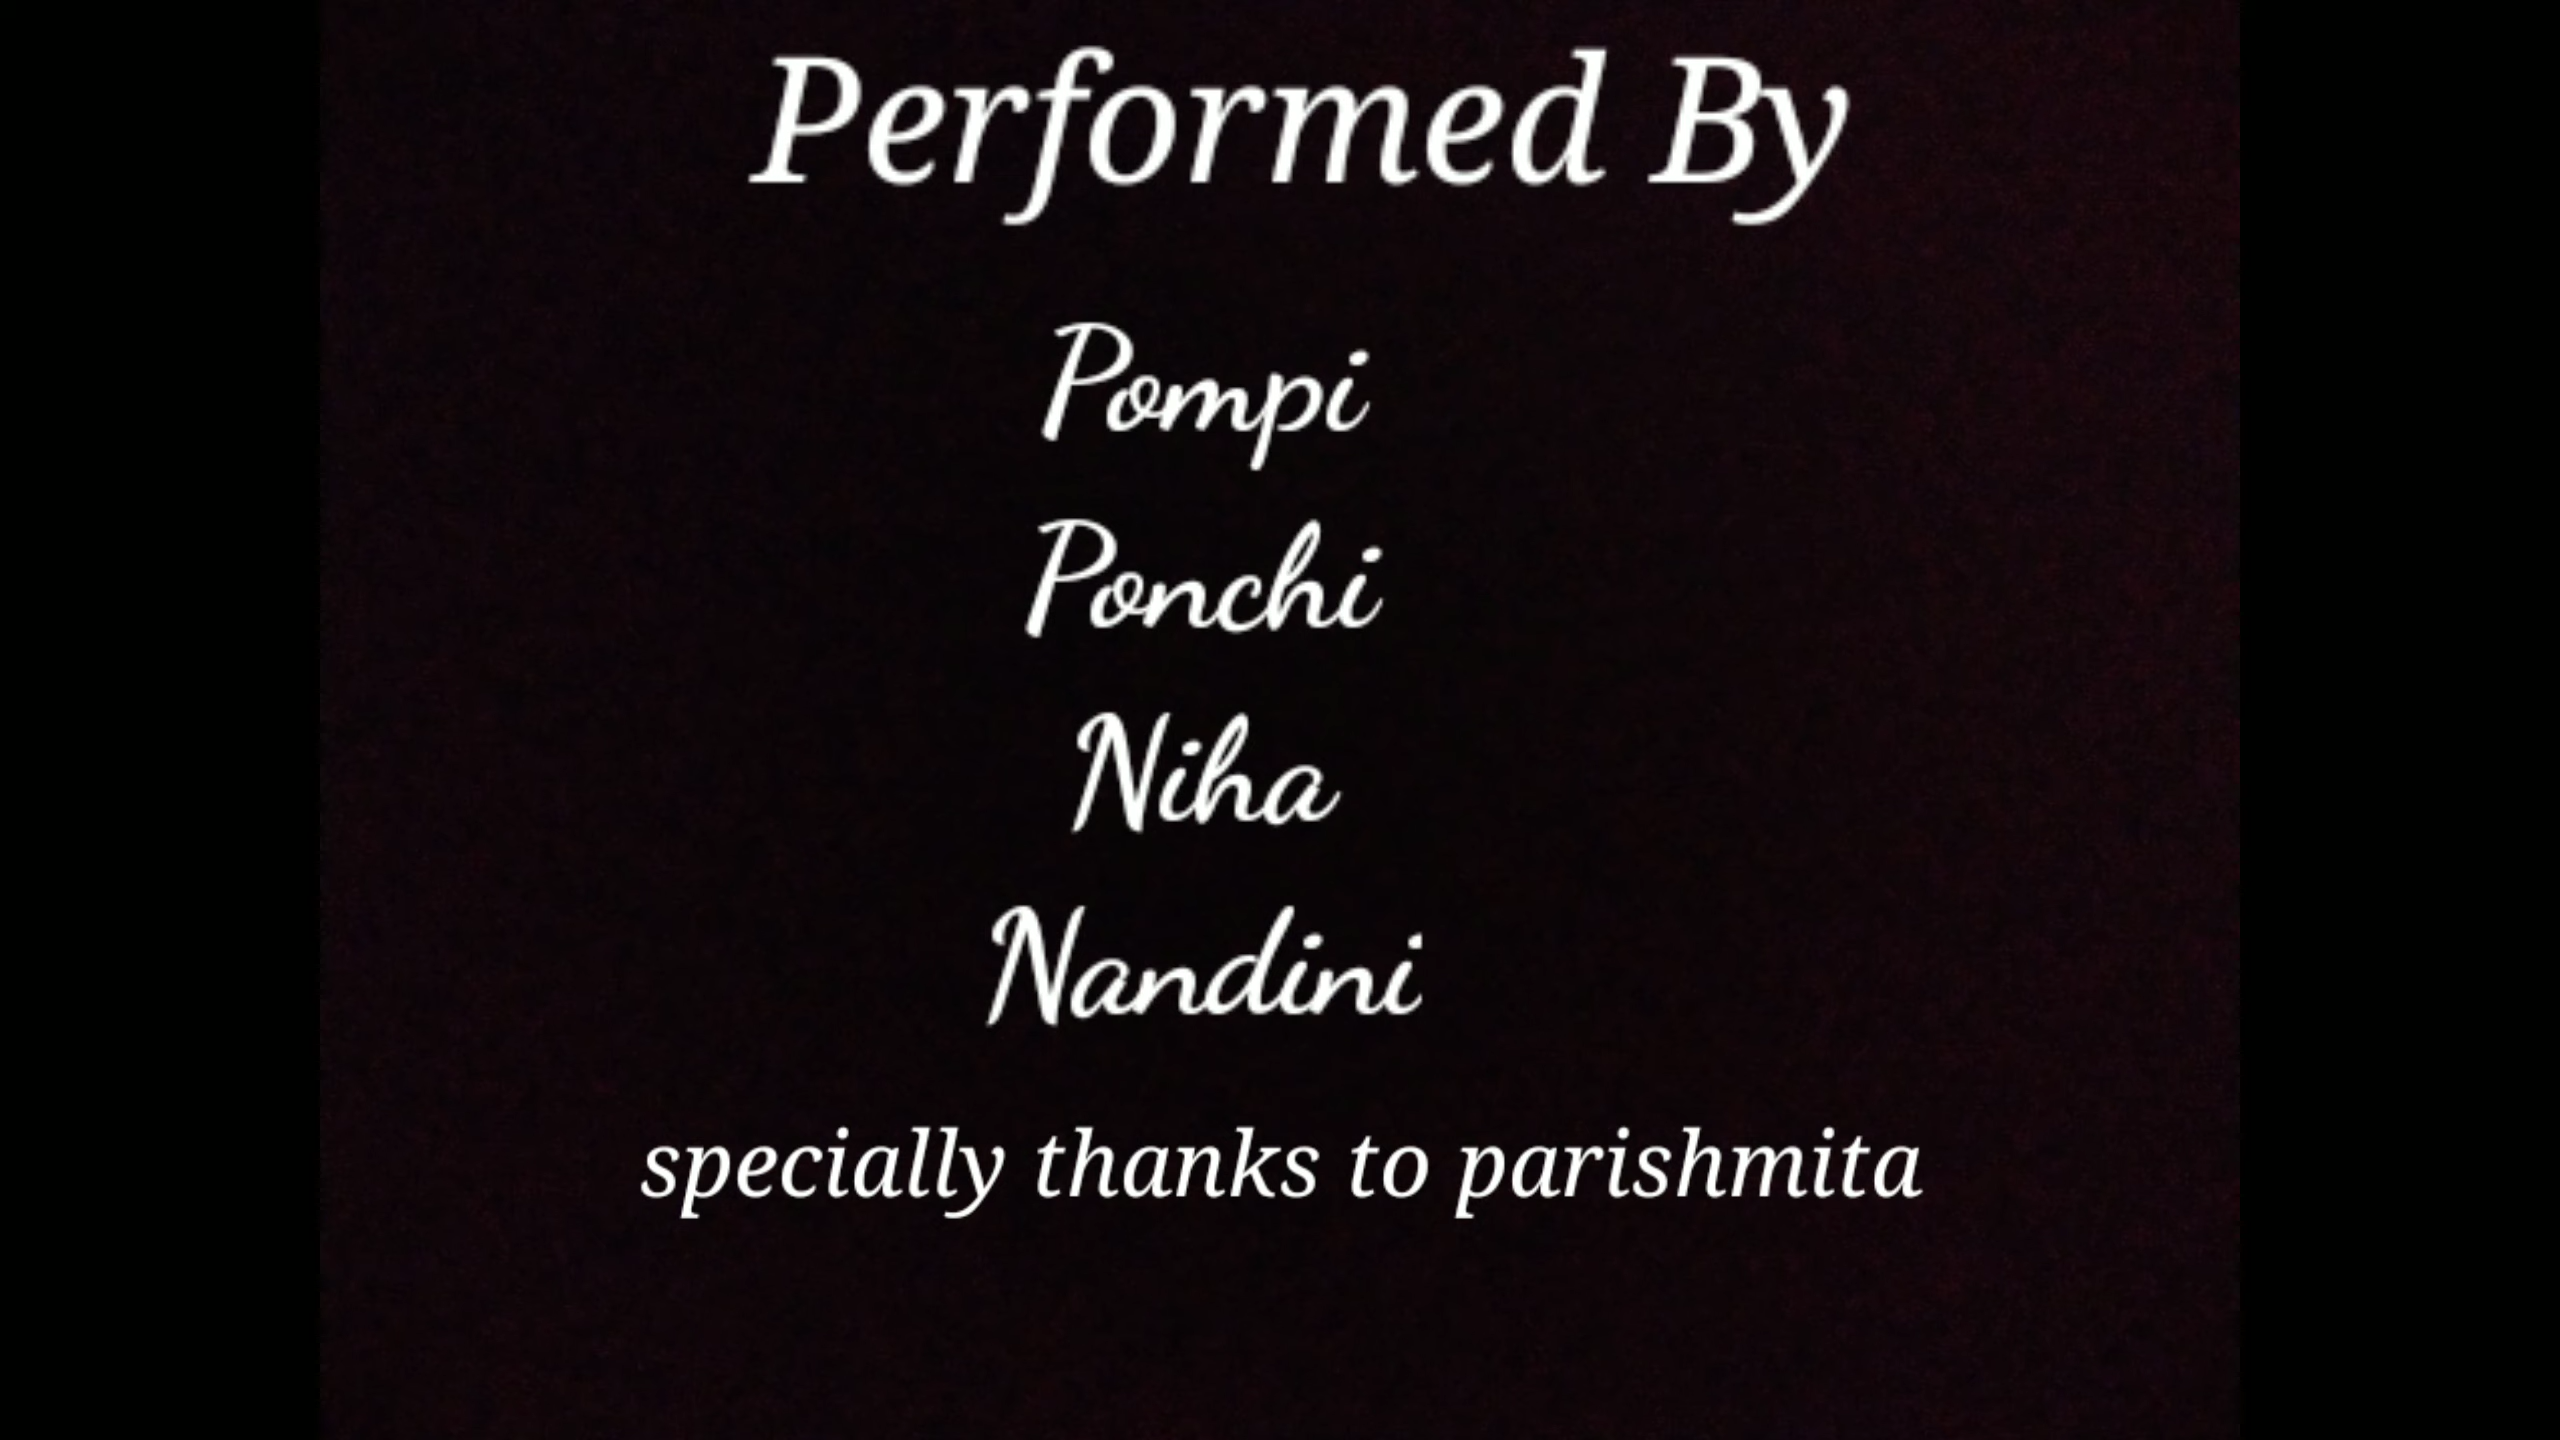 Performed By
Pompi
Ponchi
Niha
Nandini
specially thanks to parishmita